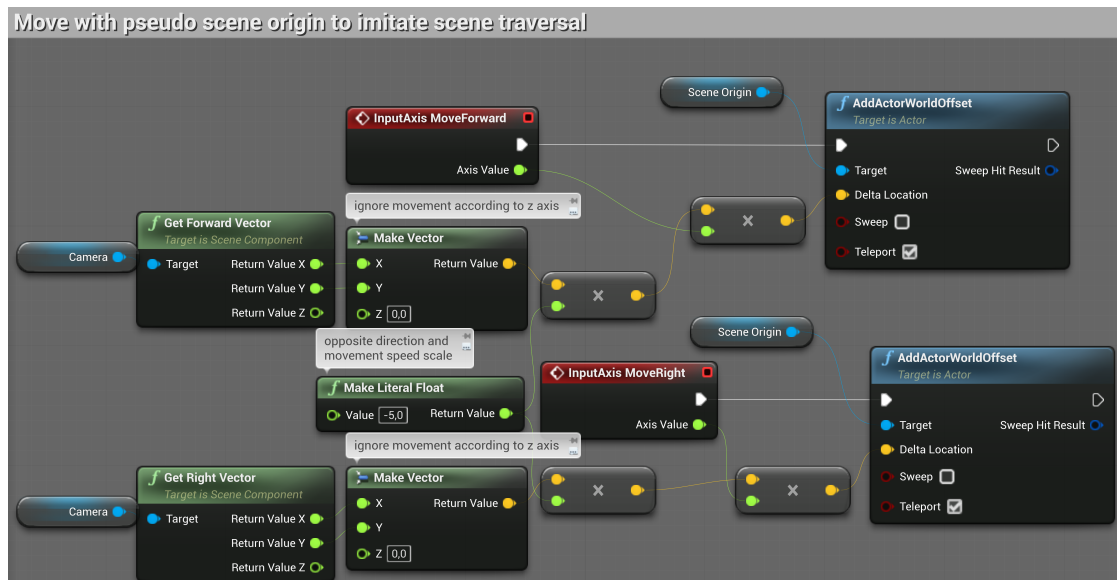 Move with pseudo scene origin to imitate scene traversal
Scene Origin
f AddActorWorldOffset
Target is Actor
Target
Sweep Hit Result
Delta Location
Sweep
Teleport
InputAxis MoveForward
Axis Value
ignore movement according to z axis
f Get Forward Vector
Target is Scene Component
Camera
Target
Return Value X
Return Value Y
Return Value Z
Make Vector
X
Return Value
Y
Z 0,0
×
×
opposite direction and
movement speed scale
f Make Literal Float
Value -5,0
Return Value
Scene Origin
InputAxis MoveRight
Axis Value
f AddActorWorldOffset
Target is Actor
Target
Sweep Hit Result
Delta Location
Sweep
Teleport
ignore movement according to z axis
f Get Right Vector
Target is Scene Component
Camera
Target
Return Value X
Return Value Y
Return Value Z
Make Vector
X
Return Value
Y
Z 0,0
×
×